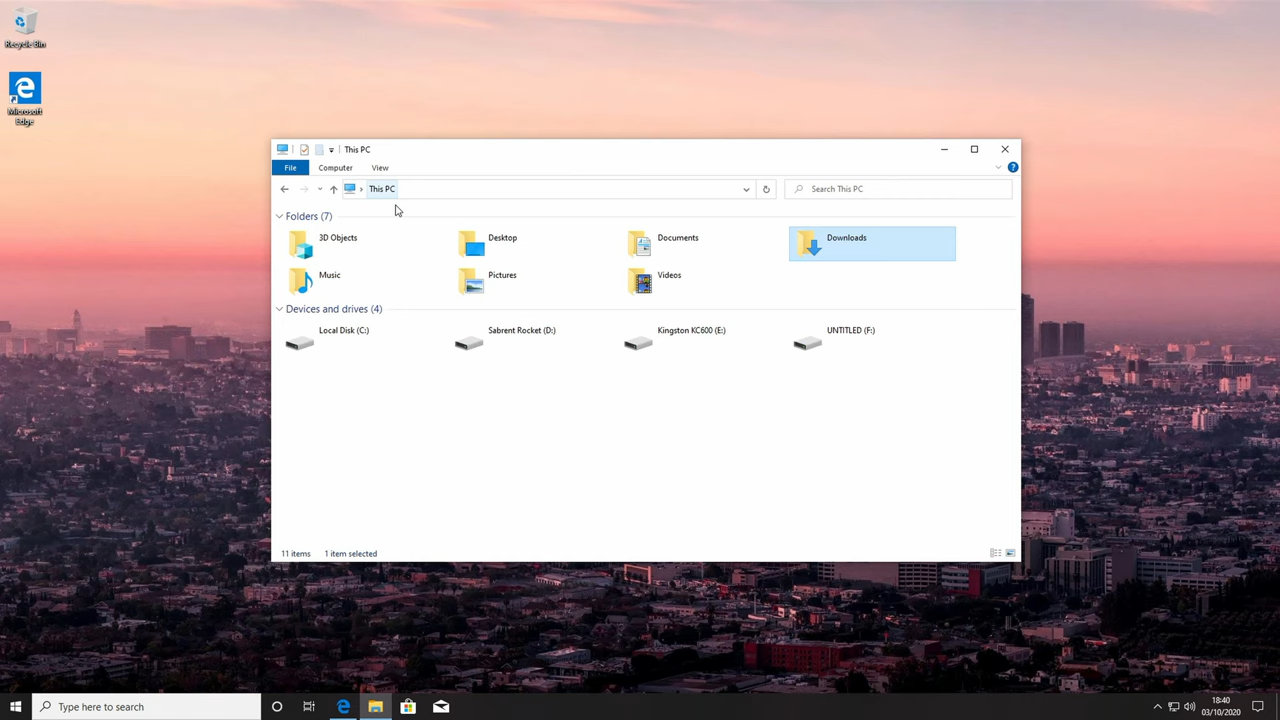 Recycle Bin
Microsoft
Edge
This PC
File
Computer
View
This PC
Search This PC
Folders (7)
3D Objects
Desktop
Documents
Downloads
Music
Pictures
Videos
Devices and drives (4)
Local Disk (C:)
Sabrent Rocket (D:)
Kingston KC600 (E:)
UNTITLED (F:)
11 items
1 item selected
Type here to search
18:40
03/10/2020